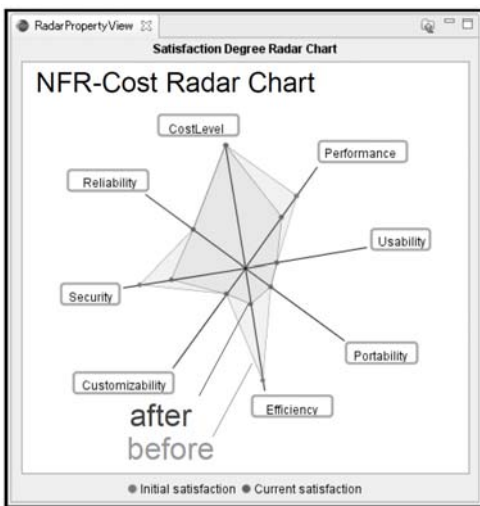 RadarPropertyView
Satisfaction Degree Radar Chart
NFR-Cost Radar Chart
CostLevel
Performance
Reliability
Usability
Security
Portability
Customizability
Efficiency
after
before
Initial satisfaction Current satisfaction